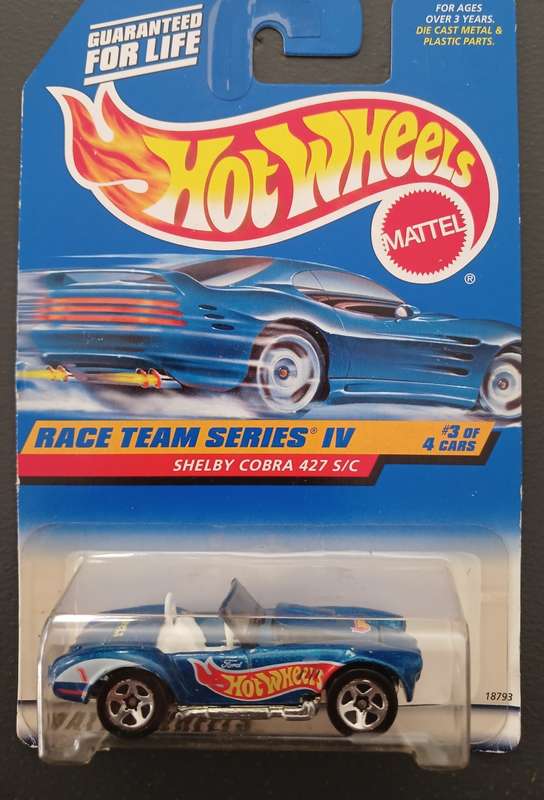 GUARANTEED
FOR LIFE
FOR AGES
OVER 3 YEARS.
DIE CAST METAL &
PLASTIC PARTS.
HOT WHEELS
MATTEL
®
RACE TEAM SERIES® IV
#3 OF
4 CARS
SHELBY COBRA 427 S/C
Ford
HOT WHEELS
1
18793